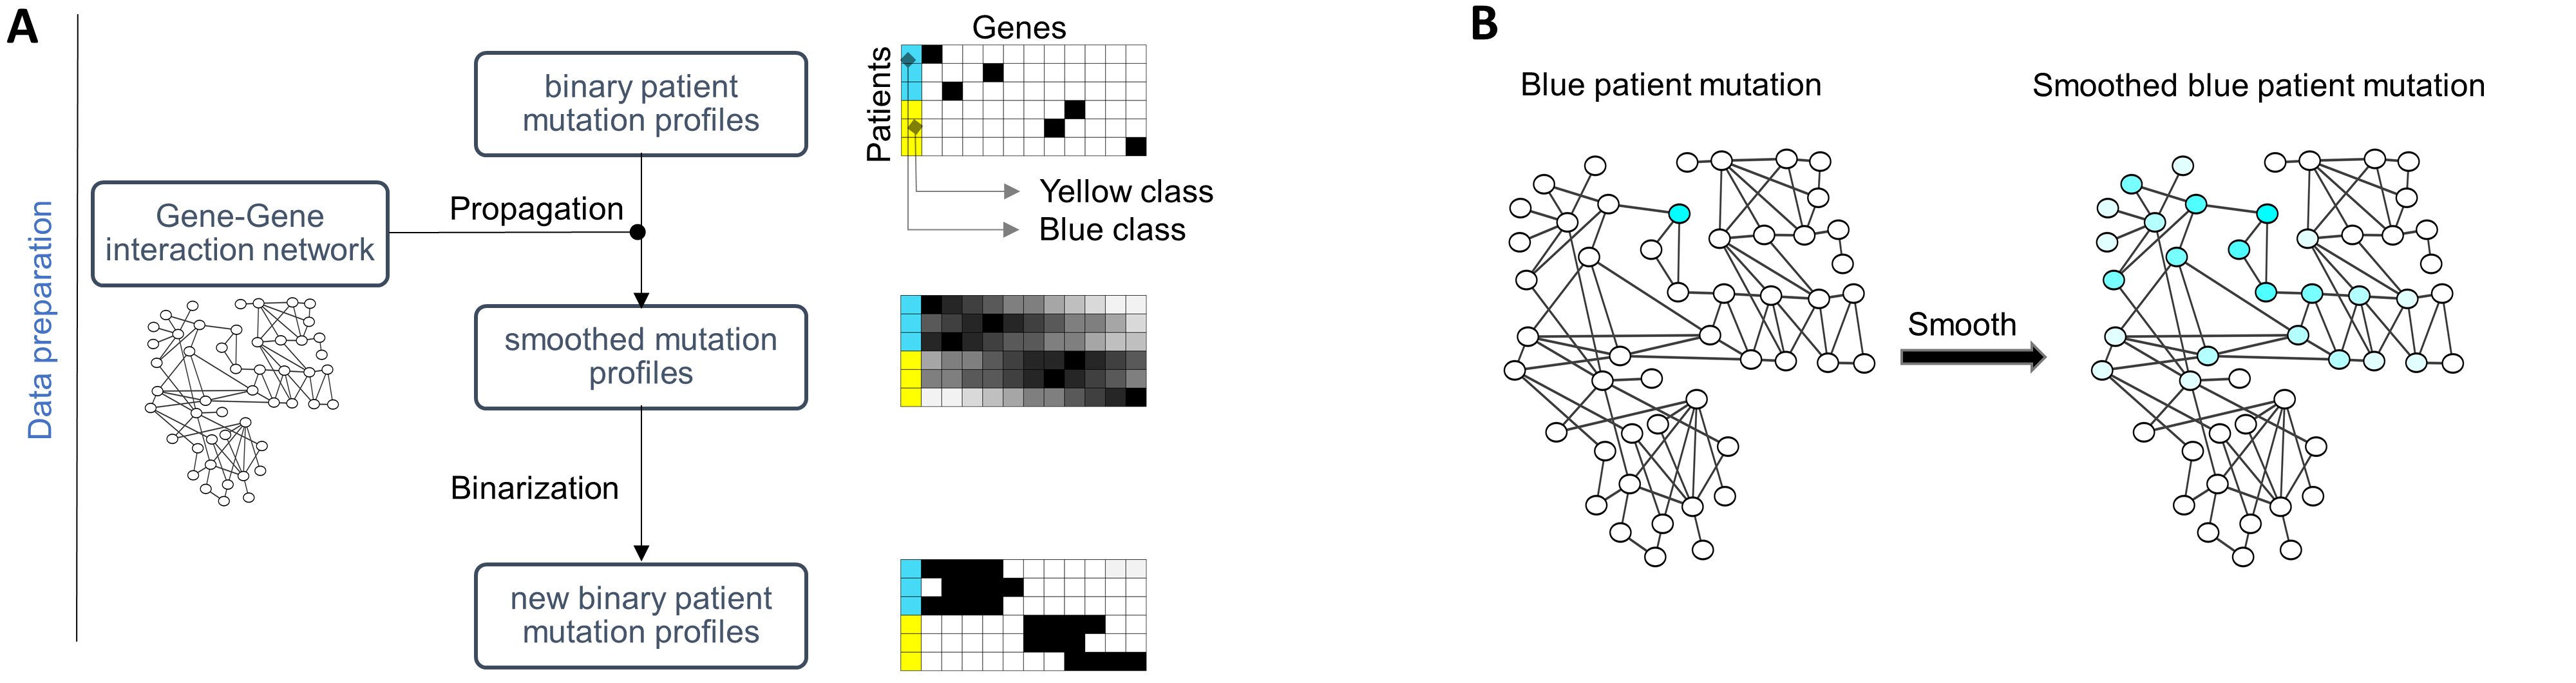 A
Data preparation
binary patient
mutation profiles
Gene-Gene
interaction network
Propagation
smoothed mutation
profiles
Binarization
new binary patient
mutation profiles
Genes
Patients
Yellow class
Blue class
B
Blue patient mutation
Smooth
Smoothed blue patient mutation